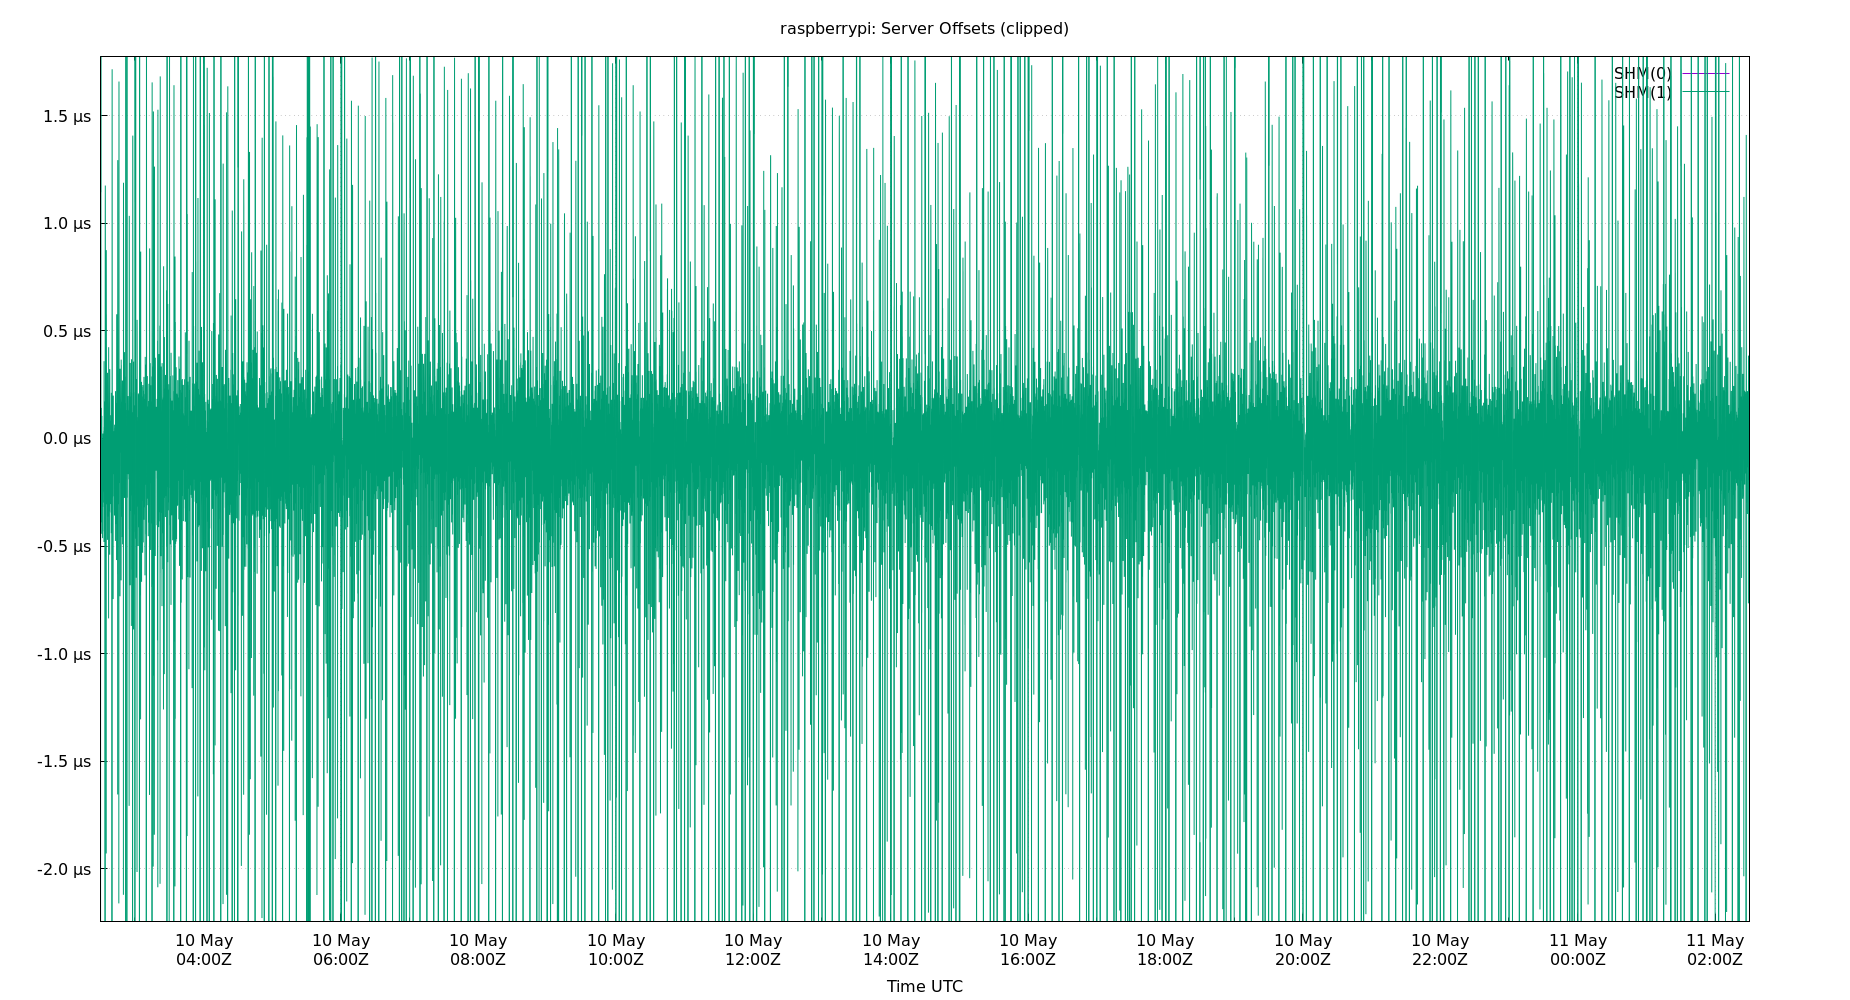 raspberrypi: Server Offsets (clipped)
SHM(0)
SHM(1)
1.5 µs
1.0 µs
0.5 µs
0.0 µs
-0.5 µs
-1.0 µs
-1.5 µs
-2.0 µs
10 May 10 May 10 May 10 May 10 May 10 May 10 May 10 May 10 May 10 May 11 May 11 May
04:00Z 06:00Z 08:00Z 10:00Z 12:00Z 14:00Z 16:00Z 18:00Z 20:00Z 22:00Z 00:00Z 02:00Z
Time UTC